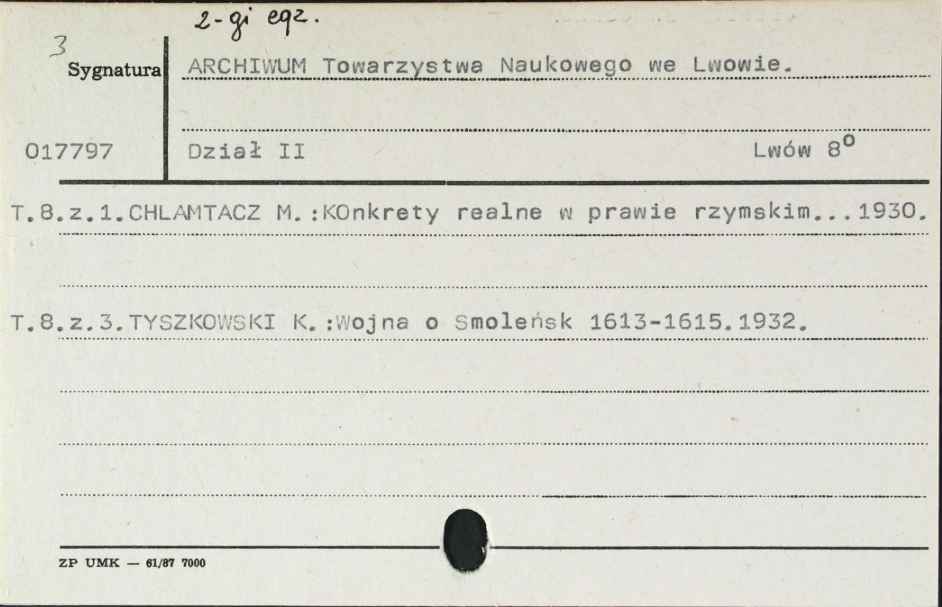 2-gi egz.
3
Sygnatura
ARCHIWUM Towarzystwa Naukowego we Lwowie.
017797
Dział II
Lwów 8°
T.8.z.1.CHLAMTACZ M.:KOnkrety realne w prawie rzymskim...1930.
T.8.z.3.TYSZKOWSKI K.:Wojna o Smoleńsk 1613-1615.1932.
ZP UMK — 61/87 7000